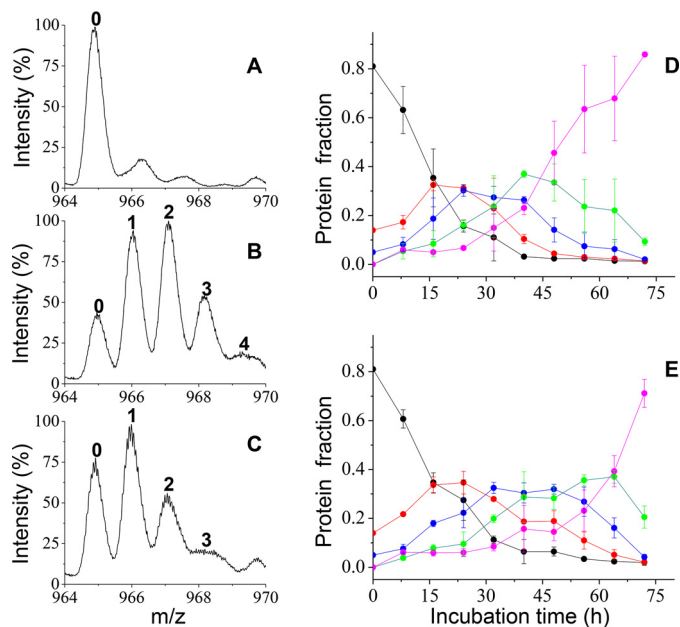 0
A
Intensity (%)
100
75
50
25
0
964 966 968 970
0 1 2 3 4
B
Intensity (%)
100
75
50
25
0
964 966 968 970
0 1 2 3
C
Intensity (%)
100
75
50
25
0
964 966 968 970
m/z
D
Protein fraction
0.8
0.6
0.4
0.2
0.0
0 15 30 45 60 75
E
Protein fraction
0.8
0.6
0.4
0.2
0.0
0 15 30 45 60 75
Incubation time (h)